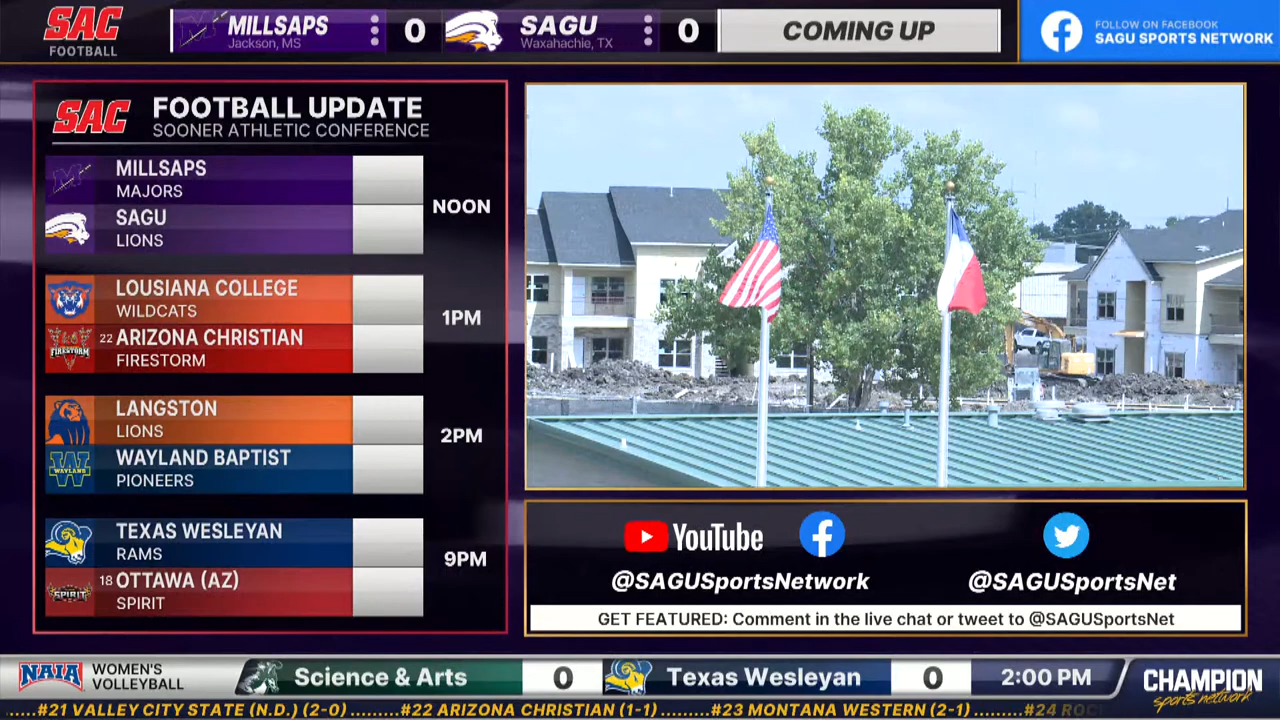 SAC
FOOTBALL
MILLSAPS
Jackson, MS
0
SAGU
Waxahachie, TX
0
COMING UP
FOLLOW ON FACEBOOK
SAGU SPORTS NETWORK
SAC
FOOTBALL UPDATE
SOONER ATHLETIC CONFERENCE
M
MILLSAPS
MAJORS
SAGU
LIONS
NOON
LOUSIANA COLLEGE
WILDCATS
FIRESTORM
22 ARIZONA CHRISTIAN
FIRESTORM
1PM
LANGSTON
LIONS
W
WAYLAND
WAYLAND BAPTIST
PIONEERS
2PM
TEXAS WESLEYAN
RAMS
SPIRIT
18 OTTAWA (AZ)
SPIRIT
9PM
YouTube
@SAGUSportsNetwork
@SAGUSportsNet
GET FEATURED: Comment in the live chat or tweet to @SAGUSportsNet
NAIA
WOMEN'S
VOLLEYBALL
Science & Arts
0
Texas Wesleyan
0
2:00 PM
CHAMPION
sports network
.....#21 VALLEY CITY STATE (N.D.) (2-0) ........#22 ARIZONA CHRISTIAN (1-1) ........#23 MONTANA WESTERN (2-1) ........#24 ROC